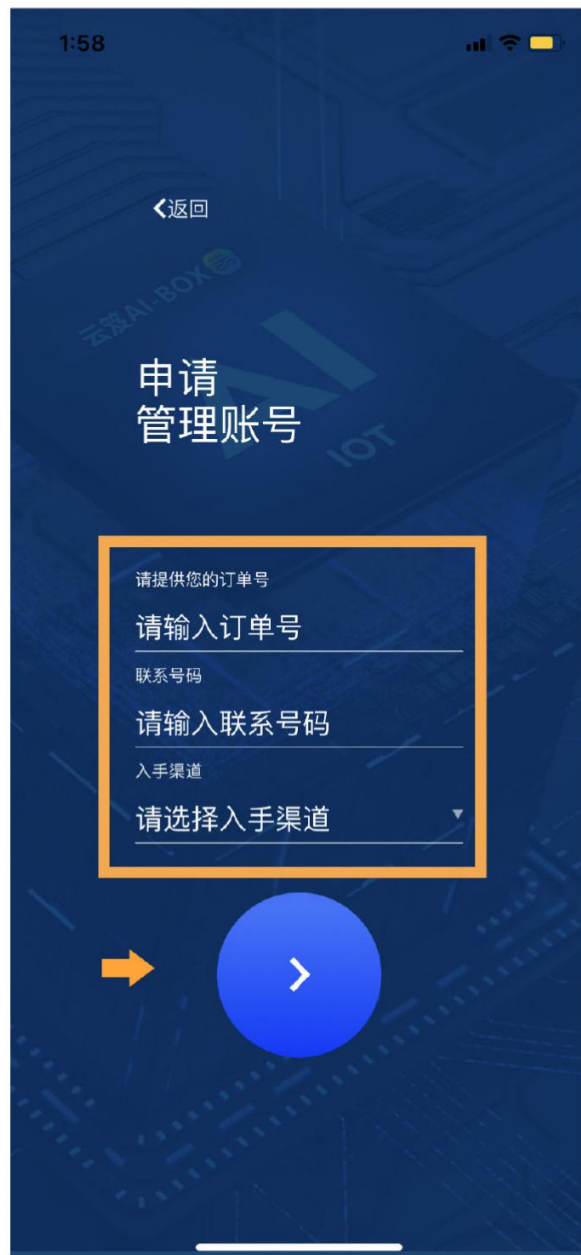 1:58
返回
云笈AI-BOX
AI
IOT
申请
管理账号
请提供您的订单号
请输入订单号
联系号码
请输入联系号码
入手渠道
请选择入手渠道